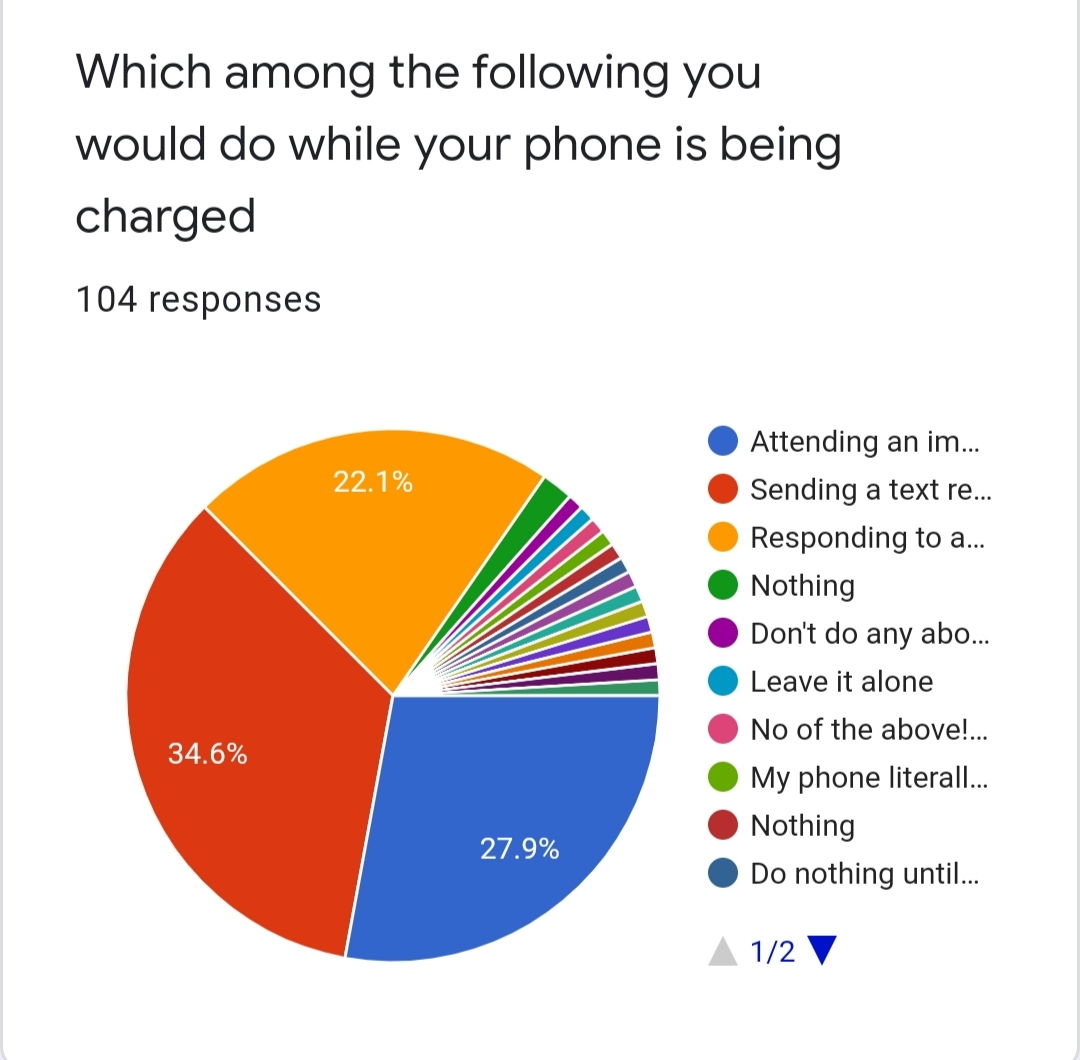 Which among the following you
would do while your phone is being
charged
104 responses
22.1%
34.6%
27.9%
Attending an im...
Sending a text re...
Responding to a...
Nothing
Don't do any abo...
Leave it alone
No of the above!...
My phone literall...
Nothing
Do nothing until...
1/2